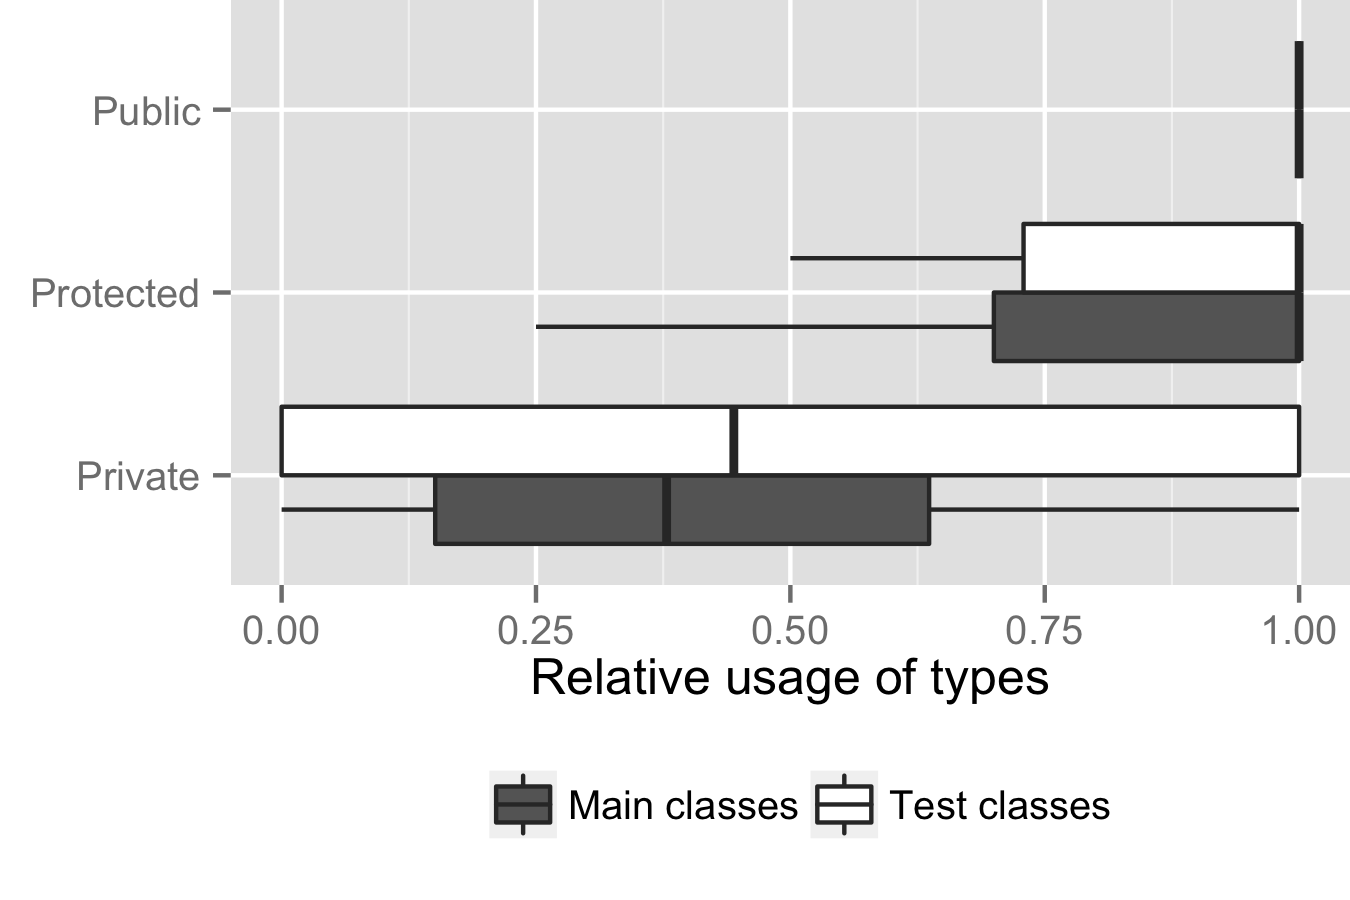 Public
Protected
Private
0.00 0.25 0.50 0.75 1.00
Relative usage of types
Main classes Test classes